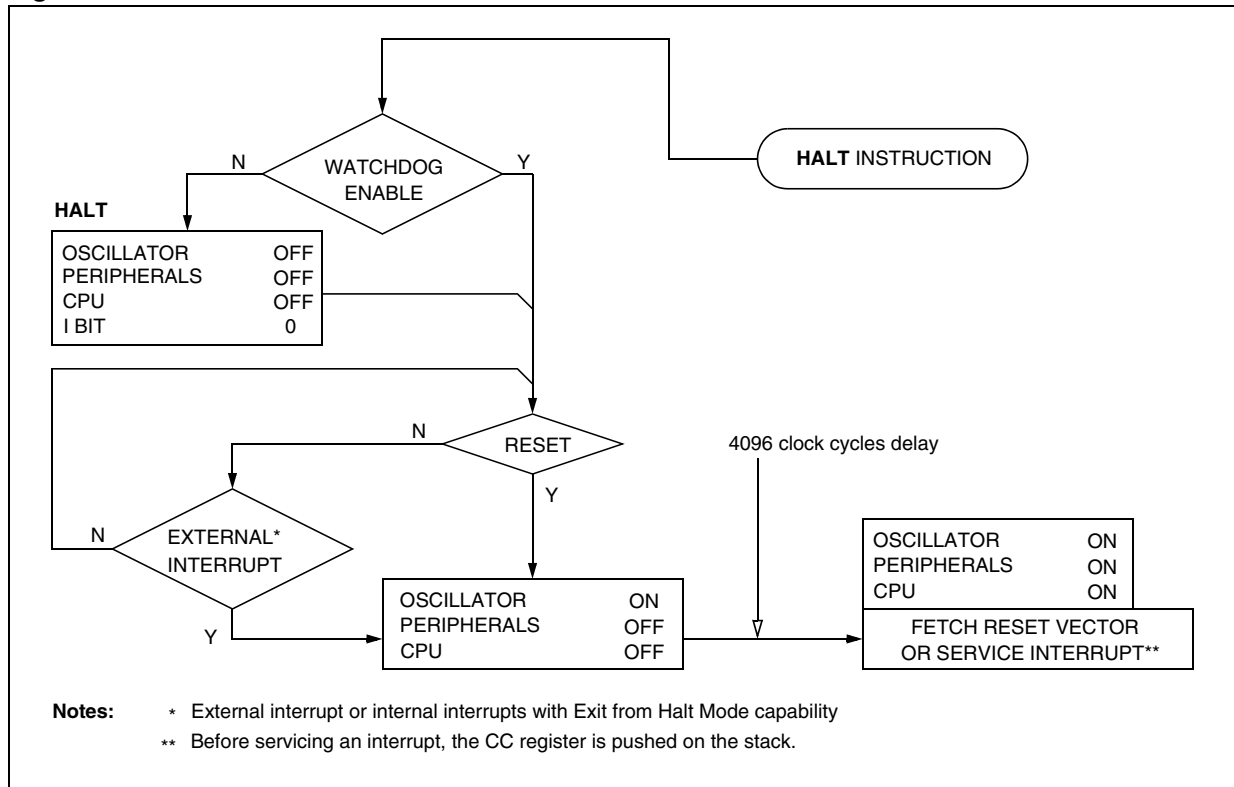 HALT INSTRUCTION
WATCHDOG
ENABLE
N
Y
HALT
OSCILLATOR OFF
PERIPHERALS OFF
CPU OFF
I BIT 0
RESET
N
Y
4096 clock cycles delay
EXTERNAL*
INTERRUPT
N
Y
OSCILLATOR ON
PERIPHERALS OFF
CPU OFF
OSCILLATOR ON
PERIPHERALS ON
CPU ON
FETCH RESET VECTOR
OR SERVICE INTERRUPT**
Notes: * External interrupt or internal interrupts with Exit from Halt Mode capability
** Before servicing an interrupt, the CC register is pushed on the stack.